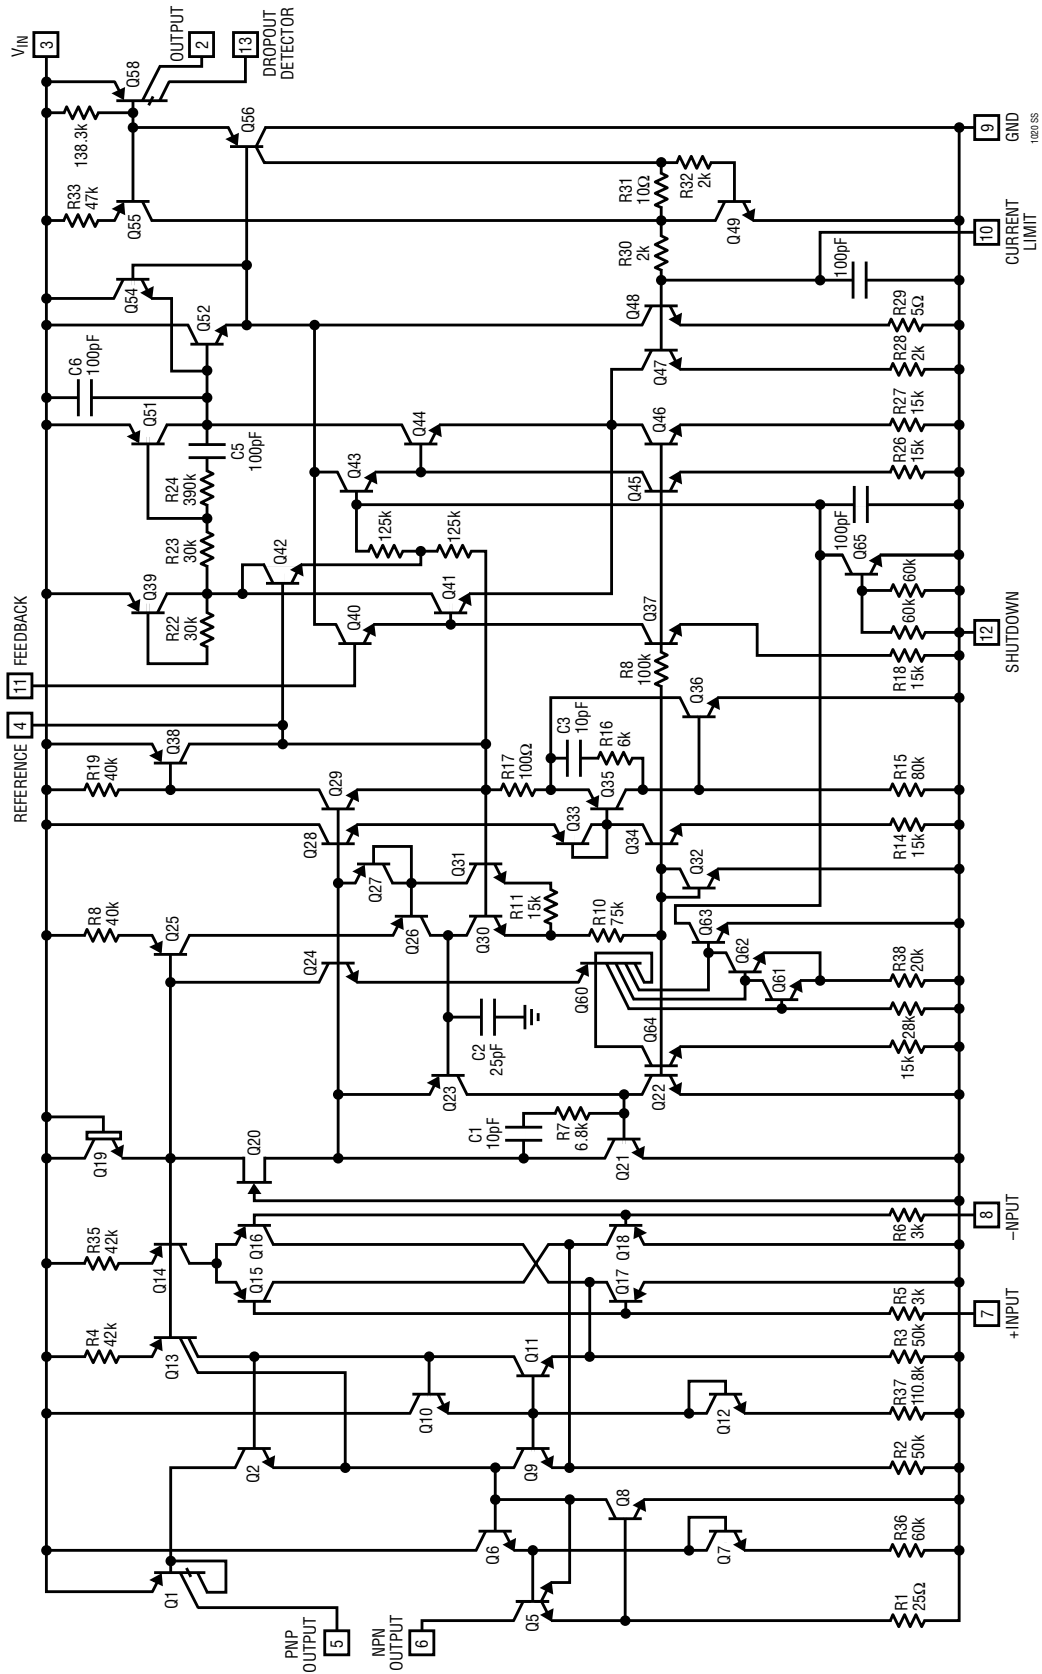 VIN
3
OUTPUT
2
13
DROPOUT
DETECTOR
Q58
138.3k
R33
47k
Q55
Q56
Q54
Q52
C6
100pF
Q51
C5
100pF
R24
390k
R23
30k
Q39
R22
30k
Q42
FEEDBACK
11
REFERENCE
4
R19
40k
Q38
R8
40k
Q25
Q19
R35
42k
Q14
R4
42k
Q13
Q1
PNP
OUTPUT
5
NPN
OUTPUT
6
Q5
Q6
Q2
Q9
Q10
Q11
Q15
Q16
Q20
Q24
Q28
Q29
Q27
Q26
Q31
Q30
R11
15k
R10
75k
C2
25pF
Q23
C1
10pF
R7
6.8k
Q21
Q22
Q64
Q60
Q63
Q62
Q61
Q32
Q33
Q34
Q35
R17
100Ω
C3
10pF
R16
6k
Q36
R8
100k
Q37
Q40
Q41
125k
125k
Q43
Q44
Q45
Q46
Q47
Q48
R30
2k
R31
10Ω
R32
2k
Q49
100pF
100pF
Q65
60k
60k
R1
25Ω
R36
60k
Q7
Q8
R2
50k
R37
110.8k
Q12
R3
50k
R5
3k
Q17
Q18
R6
3k
15k
28k
R38
20k
R14
15k
R15
80k
R18
15k
R26
15k
R27
15k
R28
2k
R29
5Ω
7
+INPUT
8
–NPUT
12
SHUTDOWN
10
CURRENT
LIMIT
9
GND
1020 SS